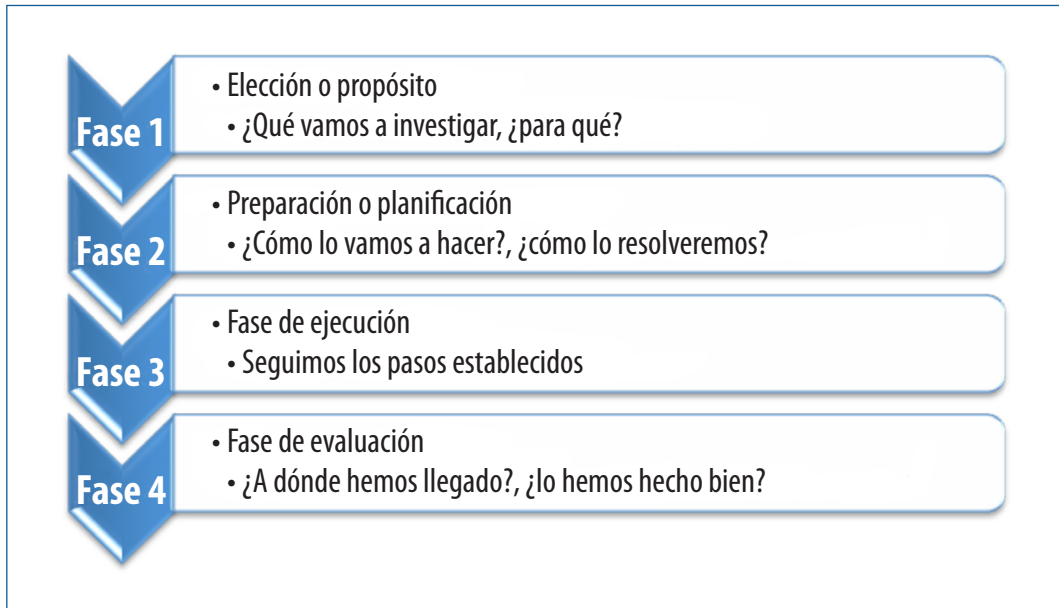 Fase 1
• Elección o propósito
• ¿Qué vamos a investigar, ¿para qué?
Fase 2
• Preparación o planificación
• ¿Cómo lo vamos a hacer?, ¿cómo lo resolveremos?
Fase 3
• Fase de ejecución
• Seguimos los pasos establecidos
Fase 4
• Fase de evaluación
• ¿A dónde hemos llegado?, ¿lo hemos hecho bien?